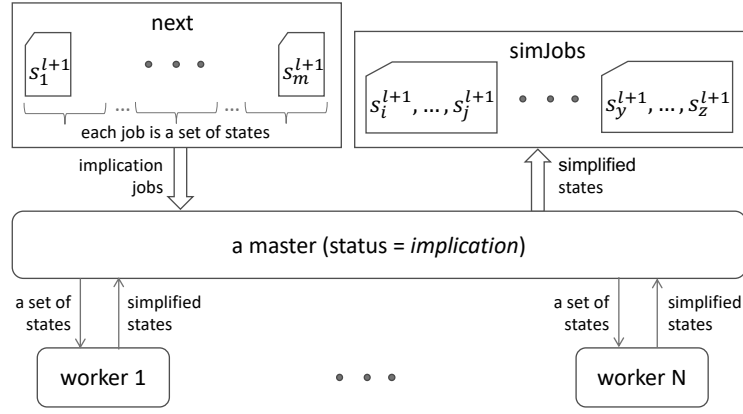 next
s_1^{l+1} • • • s_m^{l+1}
... ...
each job is a set of states
simJobs
s_i^{l+1}, ..., s_j^{l+1} • • • s_y^{l+1}, ..., s_z^{l+1}
implication
jobs
simplified
states
a master (status = implication)
a set of
states
simplified
states
a set of
states
simplified
states
worker 1
• • •
worker N